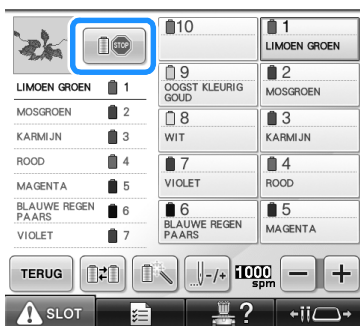 STOP
LIMOEN GROEN 1
MOSGROEN 2
KARMIJN 3
ROOD 4
MAGENTA 5
BLAUWE REGEN
PAARS 6
VIOLET 7
10
9
OOGST KLEURIG
GOUD
8
WIT
7
VIOLET
6
BLAUWE REGEN
PAARS
1
LIMOEN GROEN
2
MOSGROEN
3
KARMIJN
4
ROOD
5
MAGENTA
TERUG
-/+
1000
spm
- +
SLOT
?